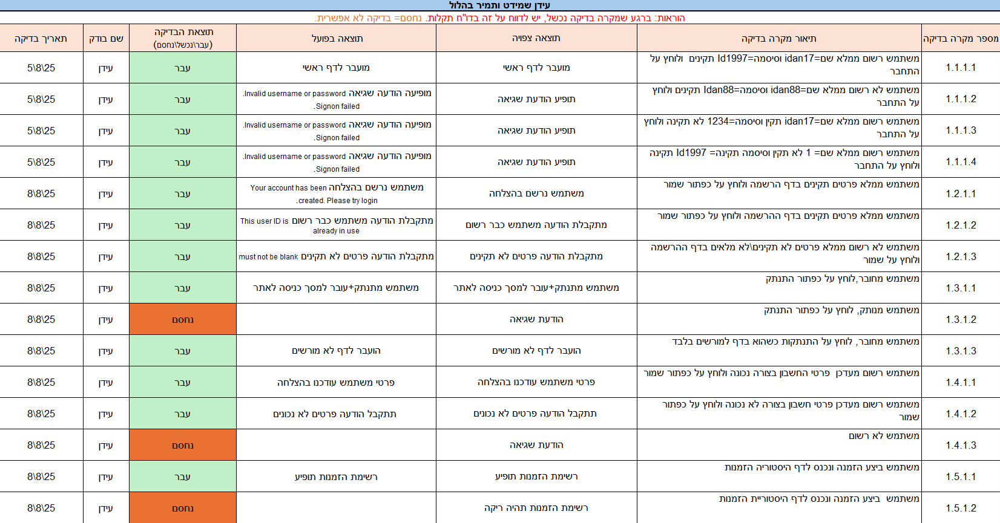 עידן שמידט ותמיר בהלול
הוראות: ברגע שמקרה בדיקה נכשל, יש לדווח על זה בדו"ח תקלות. נחסם= בדיקה לא אפשרית.
מספר מקרה בדיקה
תיאור מקרה בדיקה
תוצאה צפויה
תוצאה בפועל
תוצאת הבדיקה
(עבר\נכשל\נחסם)
שם בודק
תאריך בדיקה
1.1.1.1
משתמש רשום ממלא שם=idan17 וסיסמה=Id1997 תקינים ולוחץ על
התחבר
מועבר לדף ראשי
מועבר לדף ראשי
עבר
עידן
5\8\25
1.1.1.2
משתמש לא רשום ממלא שם=idan88 וסיסמה=Idan88 תקינים ולוחץ
על התחבר
תופיע הודעת שגיאה
מופיעה הודעה שגיאה Invalid username or password.
Signon failed.
עבר
עידן
5\8\25
1.1.1.3
משתמש רשום ממלא שם=idan17 תקין וסיסמה=1234 לא תקינה ולוחץ
על התחבר
תופיע הודעת שגיאה
מופיעה הודעה שגיאה Invalid username or password.
Signon failed.
עבר
עידן
5\8\25
1.1.1.4
משתמש רשום ממלא שם= 1 לא תקין וסיסמה תקינה= Id1997 תקינה
ולוחץ על התחבר
תופיע הודעת שגיאה
מופיעה הודעה שגיאה Invalid username or password.
Signon failed.
עבר
עידן
5\8\25
1.2.1.1
משתמש ממלא פרטים תקינים בדף הרשמה ולוחץ על כפתור שמור
משתמש נרשם בהצלחה
משתמש נרשם בהצלחה Your account has been
created. Please try login.
עבר
עידן
8\8\25
1.2.1.2
משתמש ממלא פרטים תקינים בדף ההרשמה ולוחץ על כפתור שמור
מתקבלת הודעה משתמש כבר רשום
מתקבלת הודעה משתמש כבר רשום This user ID is
already in use
עבר
עידן
8\8\25
1.2.1.3
משתמש לא רשום ממלא פרטים לא תקינים\לא מלאים בדף ההרשמה
ולוחץ על שמור
מתקבלת הודעה פרטים לא תקינים
מתקבלת הודעה פרטים לא תקינים must not be blank
עבר
עידן
8\8\25
1.3.1.1
משתמש מחובר,לוחץ על כפתור התנתק
משתמש מתנתק+עובר למסך כניסה לאתר
משתמש מתנתק+עובר למסך כניסה לאתר
עבר
עידן
8\8\25
1.3.1.2
משתמש מנותק, לוחץ על כפתור התנתק
הודעת שגיאה
נחסם
עידן
8\8\25
1.3.1.3
משתמש מחובר, לוחץ על התנתקות כשהוא בדף למורשים בלבד
הועבר לדף לא מורשים
הועבר לדף לא מורשים
עבר
עידן
8\8\25
1.4.1.1
משתמש רשום מעדכן פרטי החשבון בצורה נכונה ולוחץ על כפתור שמור
פרטי משתמש עודכנו בהצלחה
פרטי משתמש עודכנו בהצלחה
עבר
עידן
8\8\25
1.4.1.2
משתמש רשום מעדכן פרטי חשבון בצורה לא נכונה ולוחץ על כפתור
שמור
תתקבל הודעה פרטים לא נכונים
תתקבל הודעה פרטים לא נכונים
עבר
עידן
8\8\25
1.4.1.3
משתמש לא רשום
הודעת שגיאה
נחסם
עידן
8\8\25
1.5.1.1
משתמש ביצע הזמנה ונכנס לדף היסטוריה הזמנות
רשימת הזמנות תופיע
רשימת הזמנות תופיע
עבר
עידן
8\8\25
1.5.1.2
משתמש ביצע הזמנה ונכנס לדף היסטוריית הזמנות
רשימת הזמנות תהיה ריקה
נחסם
עידן
8\8\25